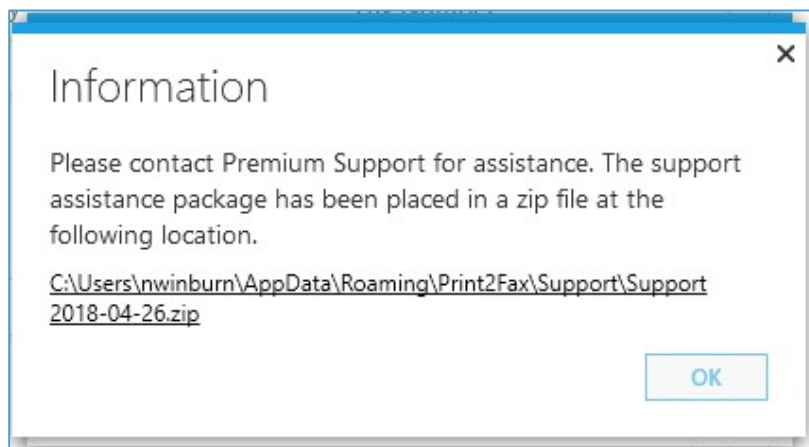 Information
Please contact Premium Support for assistance. The support
assistance package has been placed in a zip file at the
following location.
C:\Users\nwinburn\AppData\Roaming\Print2Fax\Support\Support
2018-04-26.zip
OK